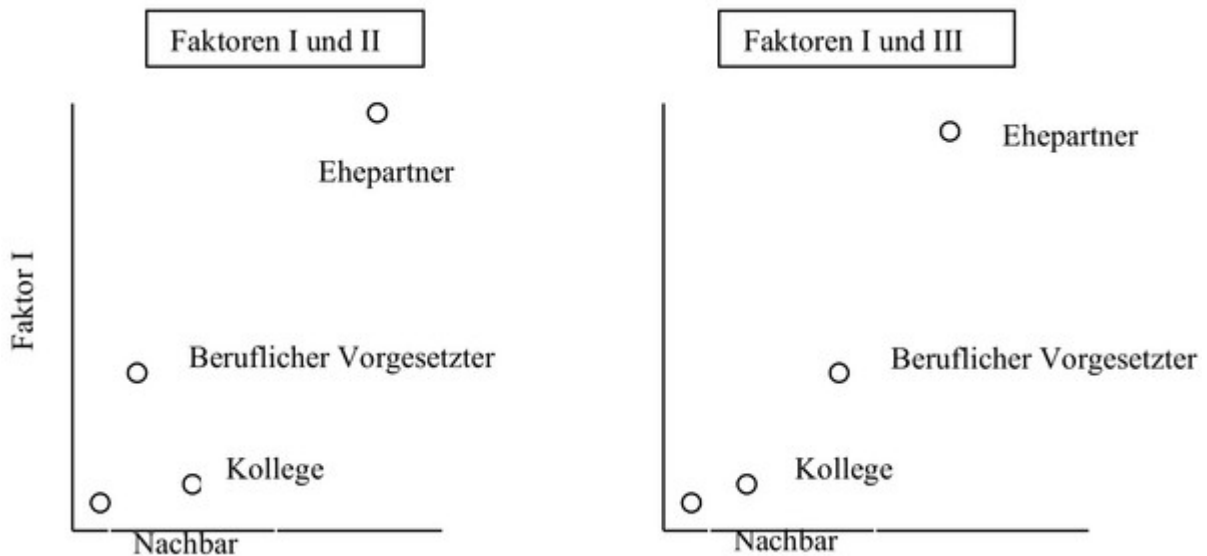 Faktoren I und II
Ehepartner
Faktor I
Beruflicher Vorgesetzter
Kollege
Nachbar
Faktoren I und III
Ehepartner
Beruflicher Vorgesetzter
Kollege
Nachbar